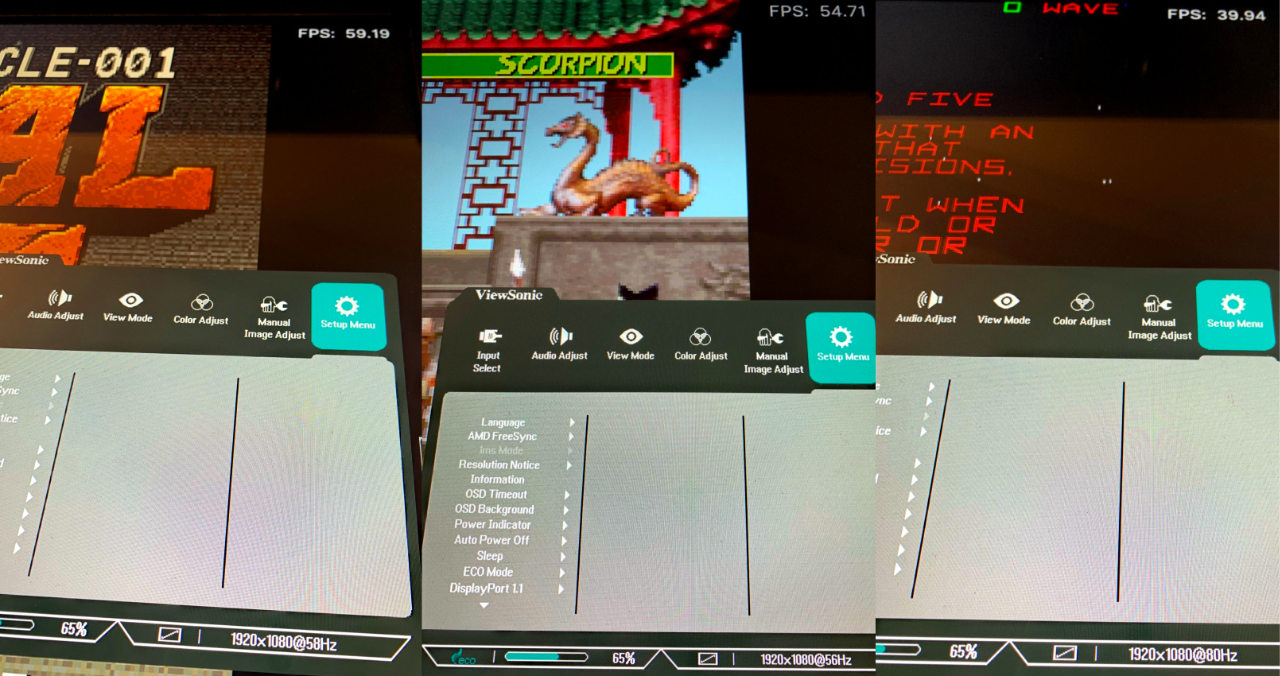 FPS: 59.19
CLE-001
AL
ewSonic
Audio Adjust
View Mode
Color Adjust
Manual
Image Adjust
Setup Menu
ge
Sync
tice
d
65%
1920x1080@58Hz
FPS: 54.71
SCORPION
ViewSonic
Input
Select
Audio Adjust
View Mode
Color Adjust
Manual
Image Adjust
Setup Menu
Language
AMD FreeSync
1ms Mode
Resolution Notice
Information
OSD Timeout
OSD Background
Power Indicator
Auto Power Off
Sleep
ECO Mode
DisplayPort 1.1
eco
65%
1920x1080@56Hz
0 WAVE
FPS: 39.94
D FIVE
WITH AN
THAT
ISIONS.
T WHEN
LD OR
R OR
wSonic
Audio Adjust
View Mode
Color Adjust
Manual
Image Adjust
Setup Menu
ync
ice
65%
1920x1080@80Hz